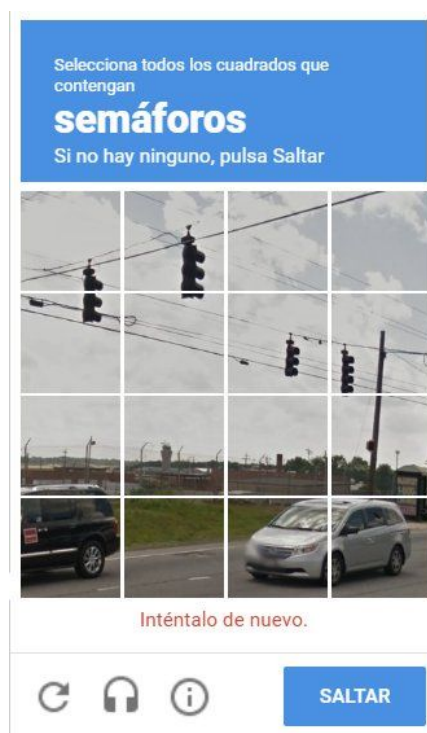 Selecciona todos los cuadrados que
contengan
semáforos
Si no hay ninguno, pulsa Saltar
Inténtalo de nuevo.
SALTAR